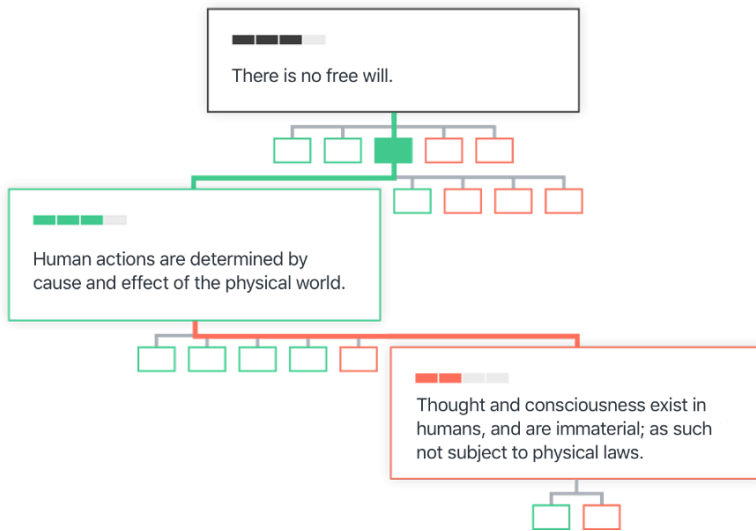 There is no free will.
Human actions are determined by
cause and effect of the physical world.
Thought and consciousness exist in
humans, and are immaterial; as such
not subject to physical laws.